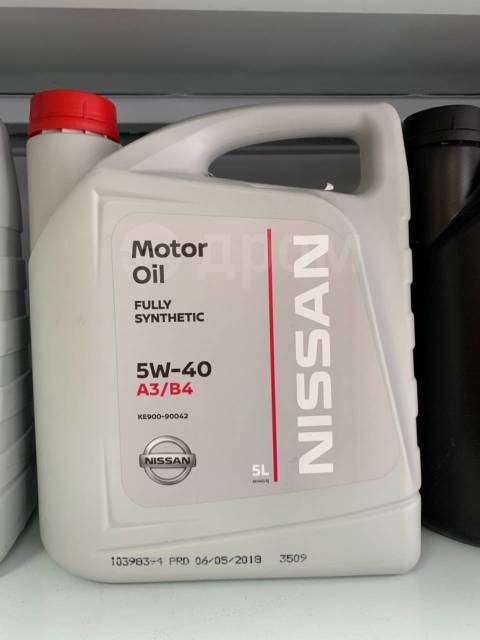 Motor
Oil
FULLY
SYNTHETIC
5W-40
A3/B4
KE900-90042
NISSAN
5L
NISSAN
103983-4 PRD 06/05/2018 3509
дром